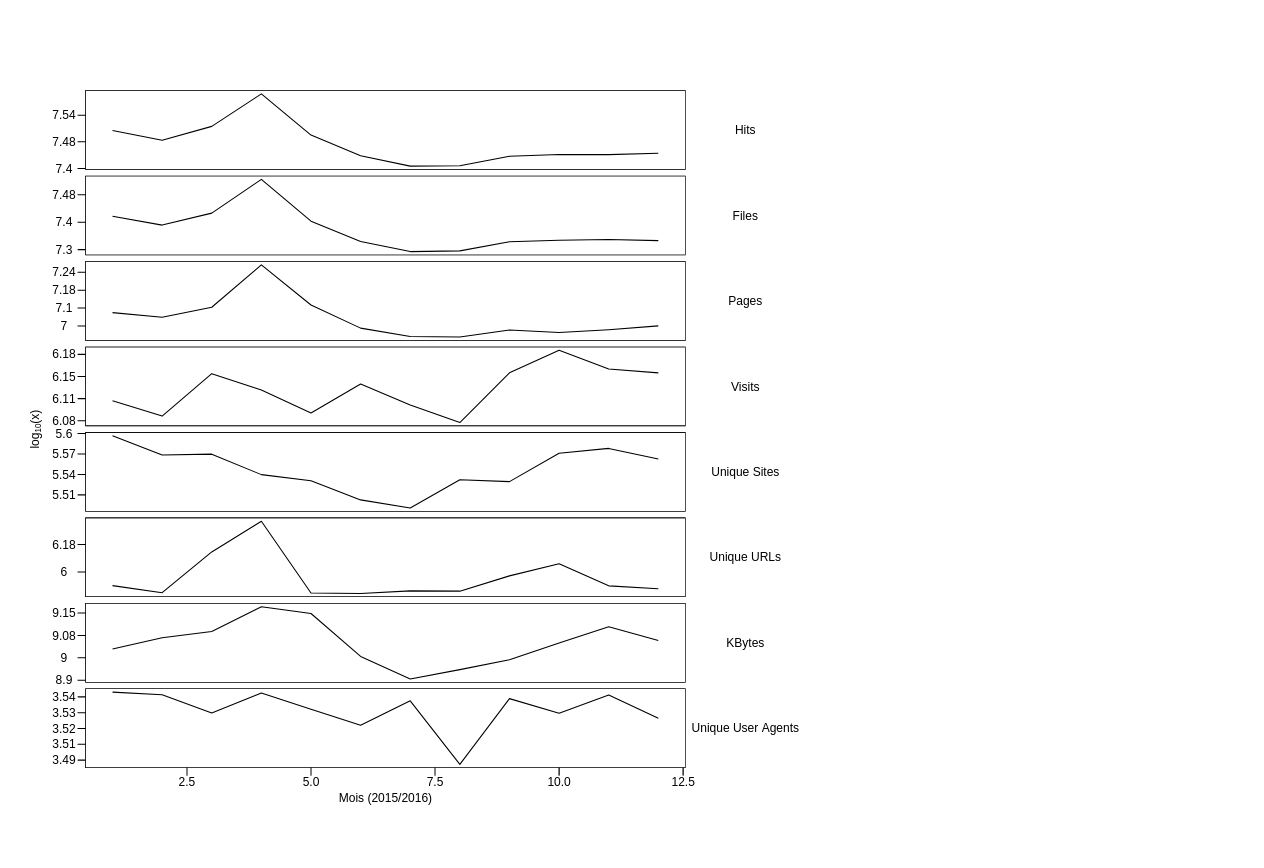 7.54
7.48
7.4
Hits
7.48
7.4
7.3
Files
7.24
7.18
7.1
7
Pages
6.18
6.15
6.11
6.08
Visits
log₁₀(x)
5.6
5.57
5.54
5.51
Unique Sites
6.18
6
Unique URLs
9.15
9.08
9
8.9
KBytes
3.54
3.53
3.52
3.51
3.49
Unique User Agents
2.5 5.0 7.5 10.0 12.5
Mois (2015/2016)